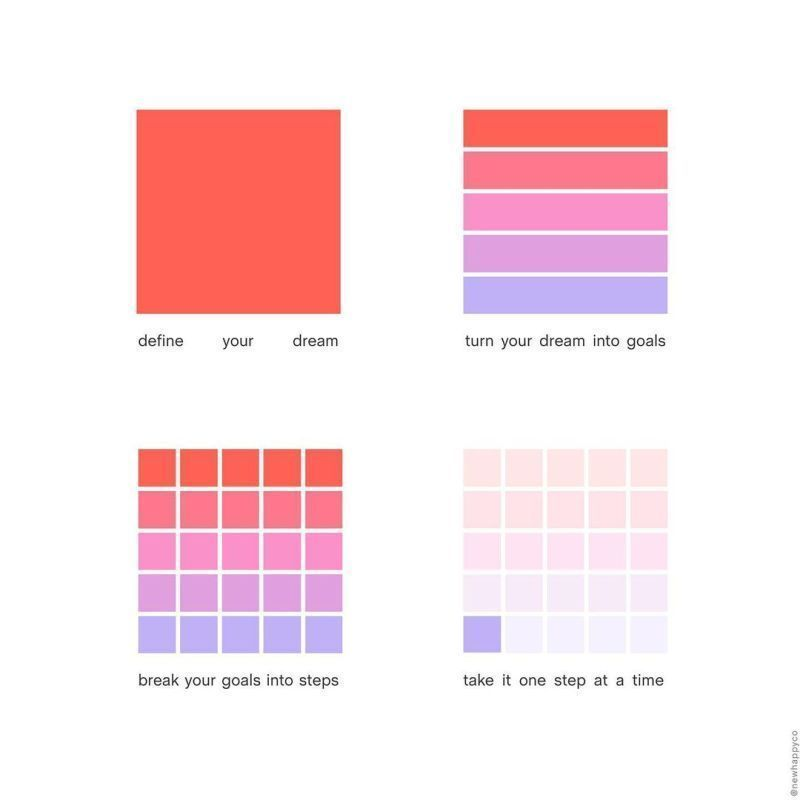 define your dream
turn your dream into goals
break your goals into steps
take it one step at a time
@newhappyco